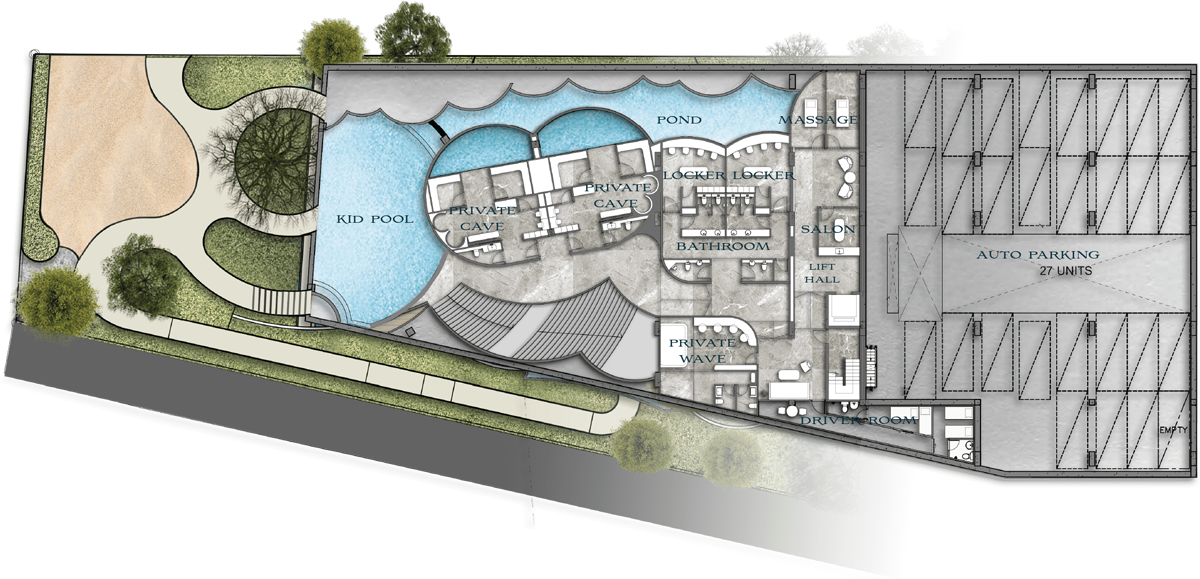 POND
MASSAGE
LOCKER LOCKER
PRIVATE
CAVE
PRIVATE
CAVE
KID POOL
SALON
BATHROOM
AUTO PARKING
27 UNITS
LIFT
HALL
PRIVATE
WAVE
DRIVER ROOM
EMPTY